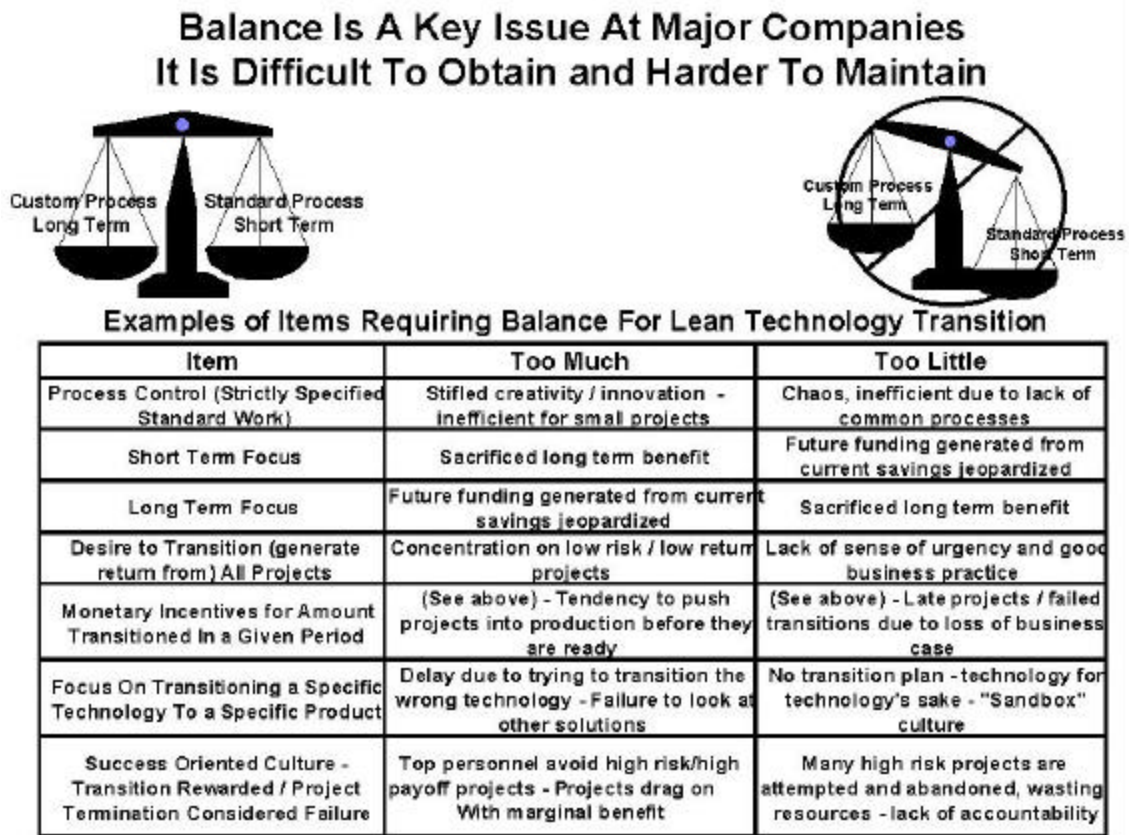 Balance Is A Key Issue At Major Companies
It Is Difficult To Obtain and Harder To Maintain
Custom Process
Long Term
Standard Process
Short Term
Custom Process
Long Term
Standard Process
Short Term
Examples of Items Requiring Balance For Lean Technology Transition
Item
Too Much
Too Little
Process Control (Strictly Specified
Standard Work)
Stifled creativity / innovation -
inefficient for small projects
Chaos, inefficient due to lack of
common processes
Short Term Focus
Sacrificed long term benefit
Future funding generated from
current savings jeopardized
Long Term Focus
Future funding generated from current
savings jeopardized
Sacrificed long term benefit
Desire to Transition (generate
return from) All Projects
Concentration on low risk / low return
projects
Lack of sense of urgency and good
business practice
Monetary Incentives for Amount
Transitioned In a Given Period
(See above) - Tendency to push
projects into production before they
are ready
(See above) - Late projects / failed
transitions due to loss of business
case
Focus On Transitioning a Specific
Technology To a Specific Product
Delay due to trying to transition the
wrong technology - Failure to look at
other solutions
No transition plan - technology for
technology's sake - "Sandbox"
culture
Success Oriented Culture -
Transition Rewarded / Project
Termination Considered Failure
Top personnel avoid high risk/high
payoff projects - Projects drag on
With marginal benefit
Many high risk projects are
attempted and abandoned, wasting
resources - lack of accountability